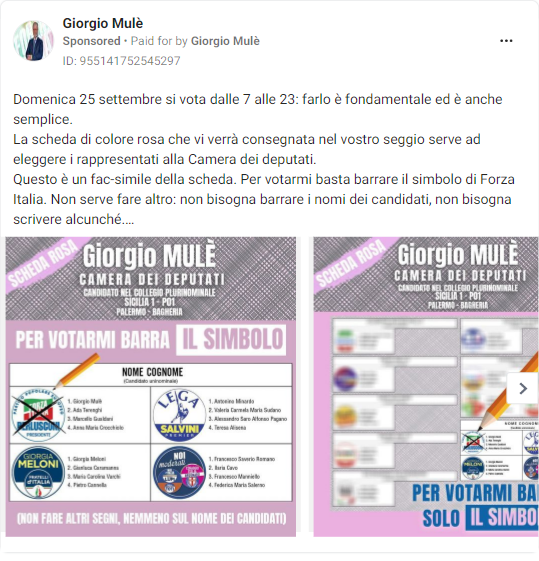 Giorgio Mulè
Sponsored • Paid for by Giorgio Mulè
ID: 955141752545297
Domenica 25 settembre si vota dalle 7 alle 23: farlo è fondamentale ed è anche
semplice.
La scheda di colore rosa che vi verrà consegnata nel vostro seggio serve ad
eleggere i rappresentati alla Camera dei deputati.
Questo è un fac-simile della scheda. Per votarmi basta barrare il simbolo di Forza
Italia. Non serve fare altro: non bisogna barrare i nomi dei candidati, non bisogna
scrivere alcunché....
SCHEDA ROSA
Giorgio MULÈ
CAMERA DEI DEPUTATI
CANDIDATO NEL COLLEGIO PLURINOMINALE
SICILIA 1 - P01
PALERMO - BAGHERIA
PER VOTARMI BARRA IL SIMBOLO
NOME COGNOME
(Candidato uninominale)
FORZA
ITALIA
BERLUSCONI
PRESIDENTE
1. Giorgio Mulè
2. Ada Terenghi
3. Marcello Gualdani
4. Anna Maria Crocchiolo
LEGA
SALVINI
PREMIER
1. Antonino Minardo
2. Valeria Carmela Maria Sudano
3. Alessandro Saro Alfonso Pagano
4. Teresa Alioena
GIORGIA
MELONI
FRATELLI
d'ITALIA
1. Giorgia Meloni
2. Gianluca Caramanna
3. Maria Carolina Varchi
4. Pietro Cannella
NOI
moderati
1. Francesco Saverio Romano
2. Ilaria Cavo
3. Francesco Manniello
4. Federica Maria Salerno
(NON FARE ALTRI SEGNI, NEMMENO SUL NOME DEI CANDIDATI)
SCHEDA ROSA
Giorgio MULÈ
CAMERA DEI DEPUTATI
CANDIDATO NEL COLLEGIO PLURINOMINALE
SICILIA 1 - P01
PALERMO - BAGHERIA
NOME COGNOME
PER VOTARMI BA
SOLO IL SIMBO